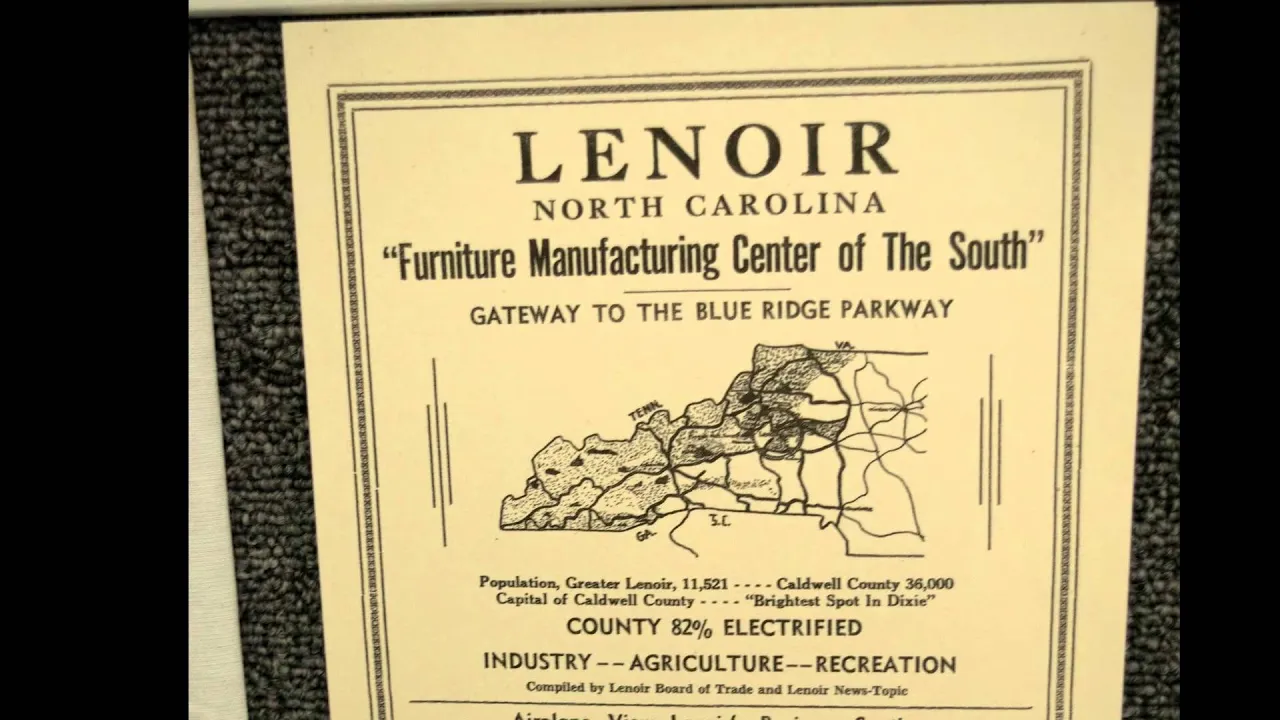 LENOIR
NORTH CAROLINA
“Furniture Manufacturing Center of The South”
GATEWAY TO THE BLUE RIDGE PARKWAY
VA.
TENN.
S.C.
GA.
Population, Greater Lenoir, 11,521 - - - - Caldwell County 36,000
Capital of Caldwell County - - - - “Brightest Spot In Dixie”
COUNTY 82% ELECTRIFIED
INDUSTRY--AGRICULTURE--RECREATION
Compiled by Lenoir Board of Trade and Lenoir News-Topic
Airplane View